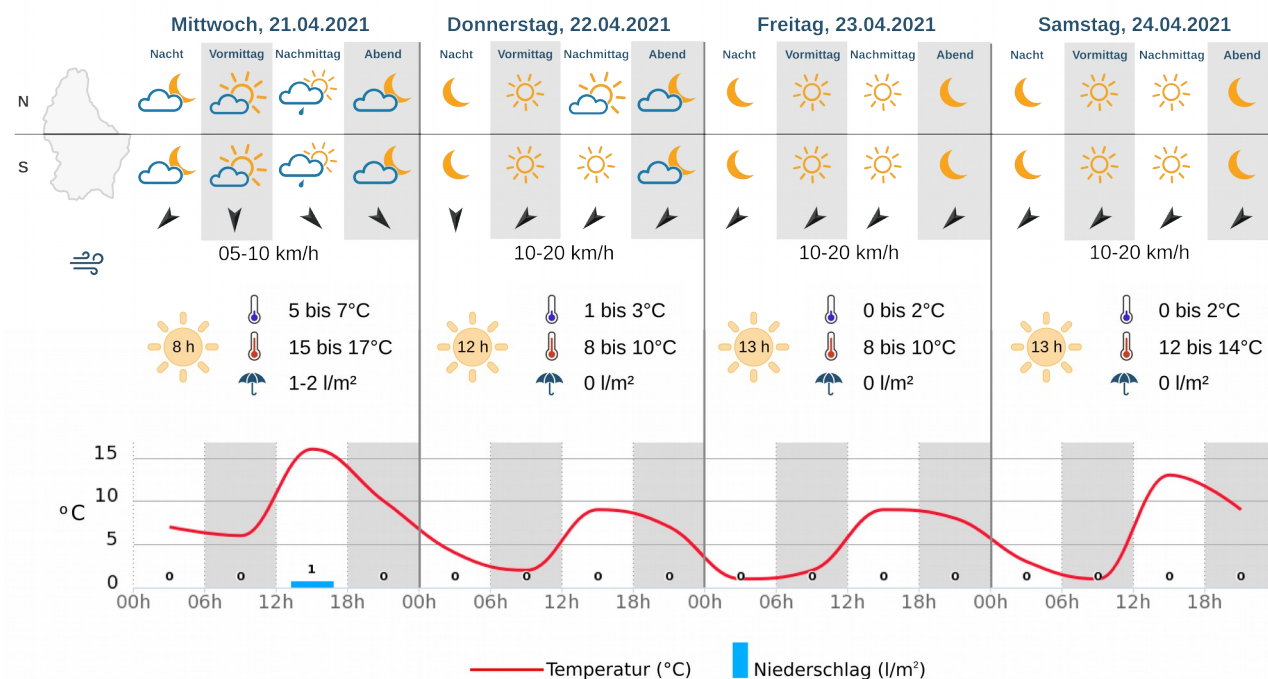 Mittwoch, 21.04.2021 Donnerstag, 22.04.2021 Freitag, 23.04.2021 Samstag, 24.04.2021
Nacht Vormittag Nachmittag Abend Nacht Vormittag Nachmittag Abend Nacht Vormittag Nachmittag Abend Nacht Vormittag Nachmittag Abend
N
S
05-10 km/h 10-20 km/h 10-20 km/h 10-20 km/h
5 bis 7°C 1 bis 3°C 0 bis 2°C 0 bis 2°C
8 h 15 bis 17°C 12 h 8 bis 10°C 13 h 8 bis 10°C 13 h 12 bis 14°C
1-2 l/m² 0 l/m² 0 l/m² 0 l/m²
15
10
°C
5
0 0 1 0 0 0 0 0 0 0 0 0 0 0 0 0
0
00h 06h 12h 18h 00h 06h 12h 18h 00h 06h 12h 18h 00h 06h 12h 18h
Temperatur (°C) Niederschlag (l/m²)